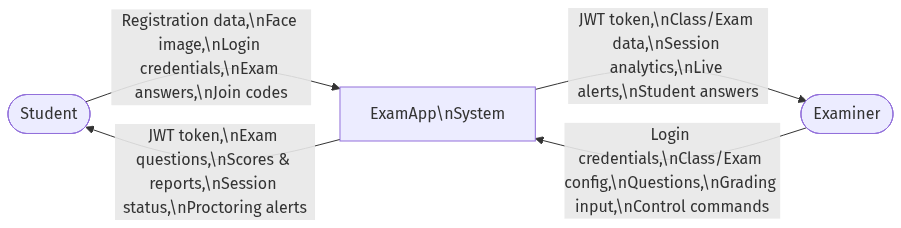 Registration data,\nFace
image,\nLogin
credentials,\nExam
answers,\nJoin codes
JWT token,\nClass/Exam
data,\nSession
analytics,\nLive
alerts,\nStudent answers
Student
ExamApp\nSystem
Examiner
JWT token,\nExam
questions,\nScores &
reports,\nSession
status,\nProctoring alerts
Login
credentials,\nClass/Exam
config,\nQuestions,\nGrading
input,\nControl commands